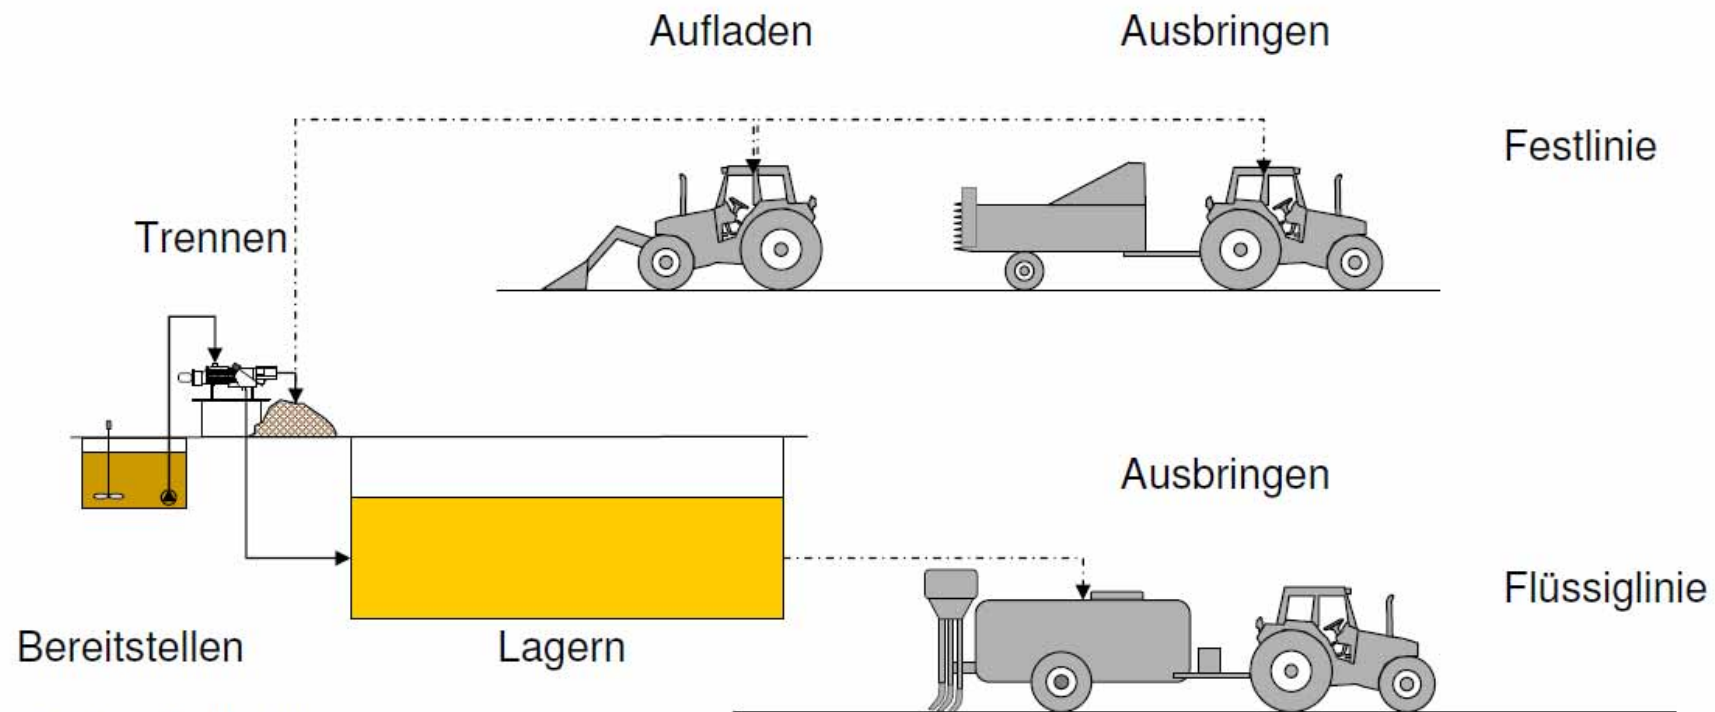 Aufladen
Ausbringen
Festlinie
Trennen
Ausbringen
Flüssiglinie
Bereitstellen
Lagern